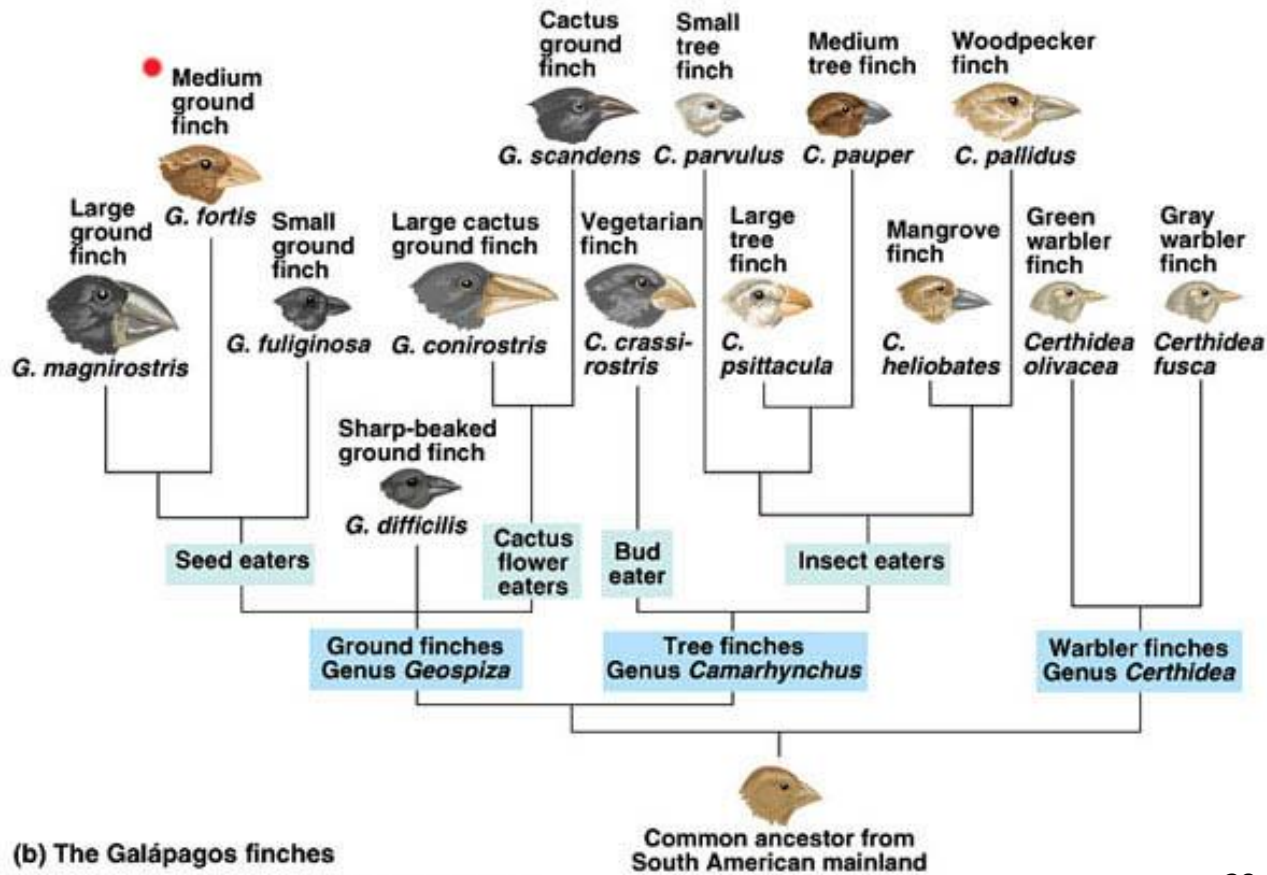 Cactus
ground
finch
G. scandens
Small
tree
finch
C. parvulus
Medium
tree finch
C. pauper
Woodpecker
finch
C. pallidus
Medium
ground
finch
G. fortis
Large
ground
finch
G. magnirostris
Small
ground
finch
G. fuliginosa
Large cactus
ground finch
G. conirostris
Vegetarian
finch
C. crassi-
rostris
Large
tree
finch
C.
psittacula
Mangrove
finch
C.
heliobates
Green
warbler
finch
Certhidea
olivacea
Gray
warbler
finch
Certhidea
fusca
Sharp-beaked
ground finch
G. difficilis
Seed eaters
Cactus
flower
eaters
Bud
eater
Insect eaters
Ground finches
Genus Geospiza
Tree finches
Genus Camarhynchus
Warbler finches
Genus Certhidea
Common ancestor from
South American mainland
(b) The Galápagos finches